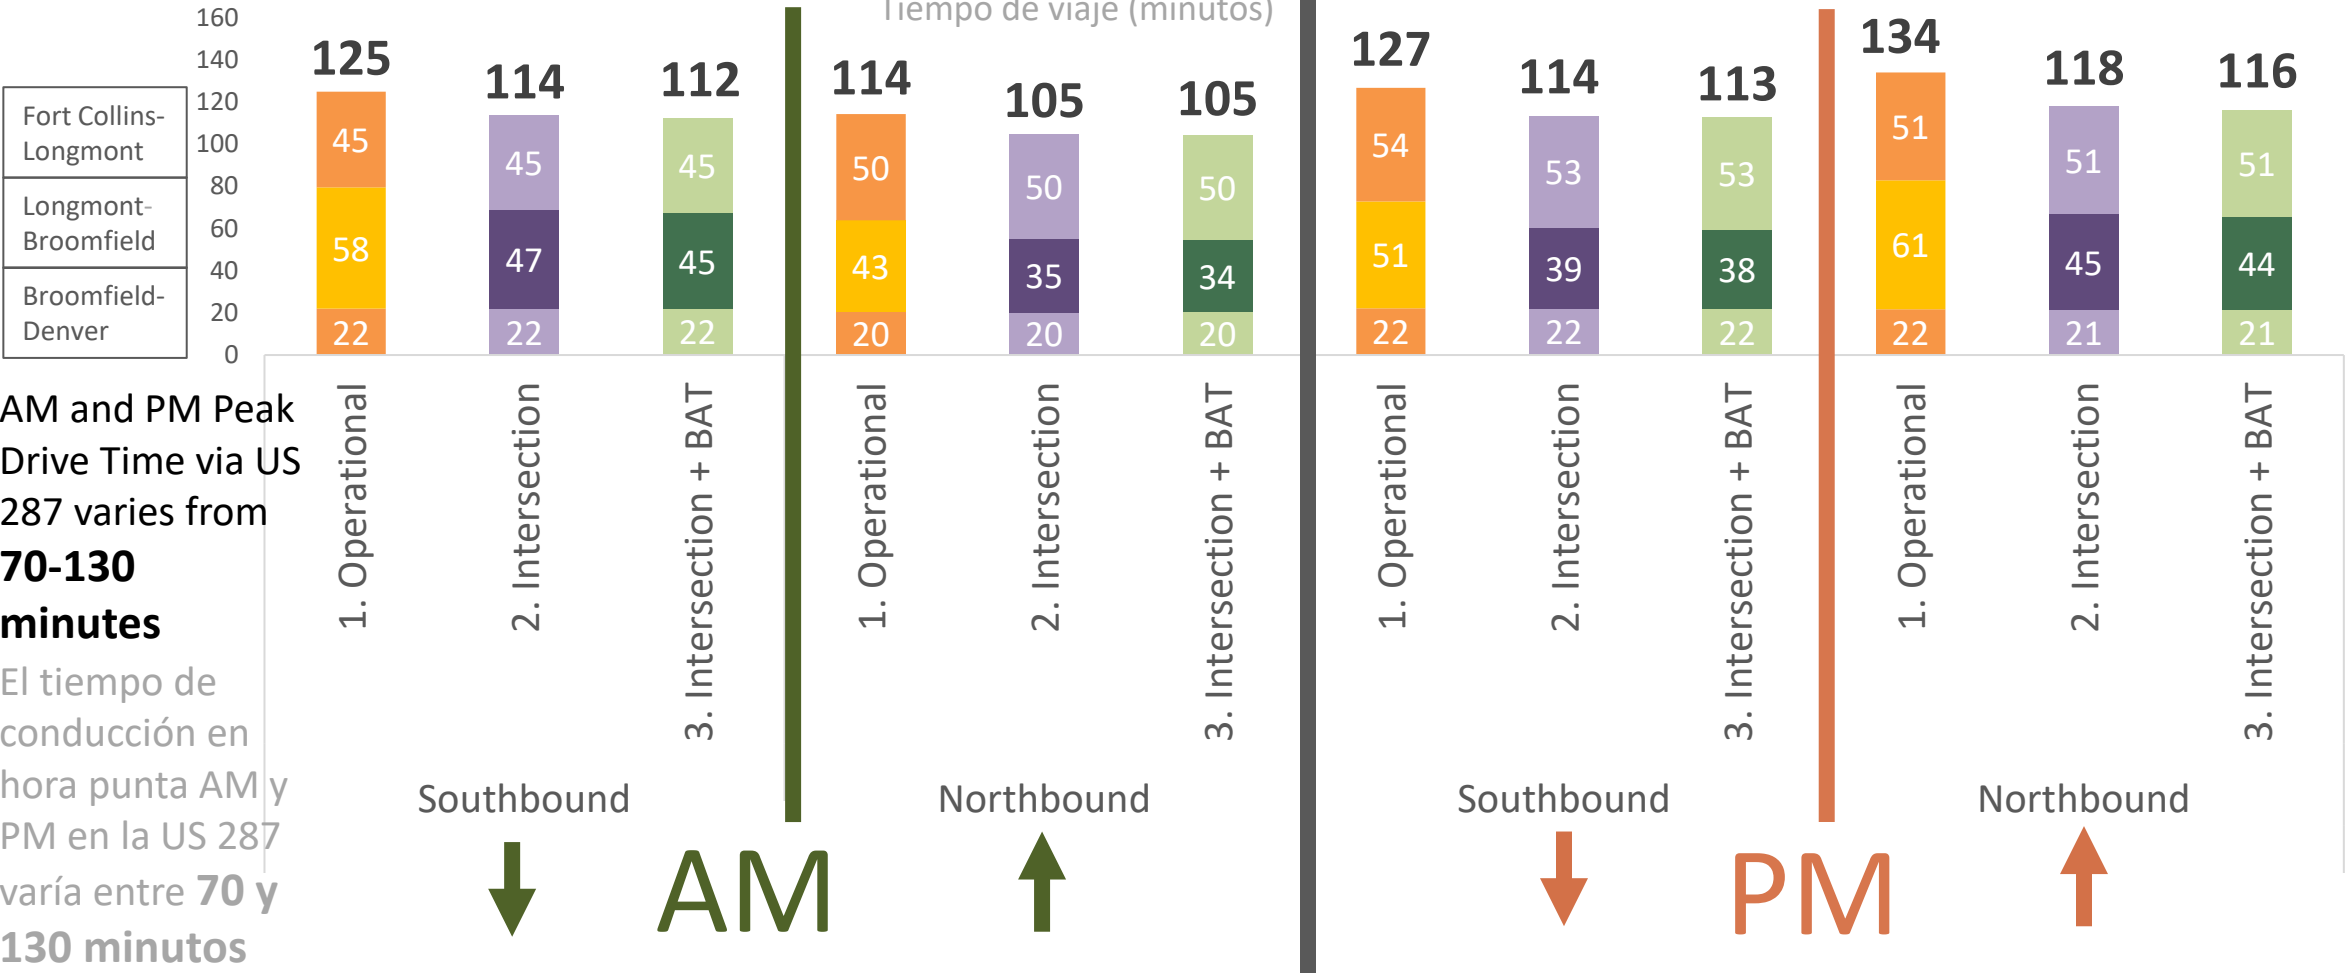 Tiempo de viaje (minutos)
160
140
120
100
80
60
40
20
0
Fort Collins-
Longmont
Longmont-
Broomfield
Broomfield-
Denver
125
45
58
22
114
45
47
22
112
45
45
22
114
50
43
20
105
50
35
20
105
50
34
20
127
54
51
22
114
53
39
22
113
53
38
22
134
51
61
22
118
51
45
21
116
51
44
21
1. Operational
2. Intersection
3. Intersection + BAT
1. Operational
2. Intersection
3. Intersection + BAT
1. Operational
2. Intersection
3. Intersection + BAT
1. Operational
2. Intersection
3. Intersection + BAT
Southbound
Northbound
Southbound
Northbound
AM
PM
AM and PM Peak
Drive Time via US
287 varies from
70-130
minutes
El tiempo de
conducción en
hora punta AM y
PM en la US 287
varía entre 70 y
130 minutos